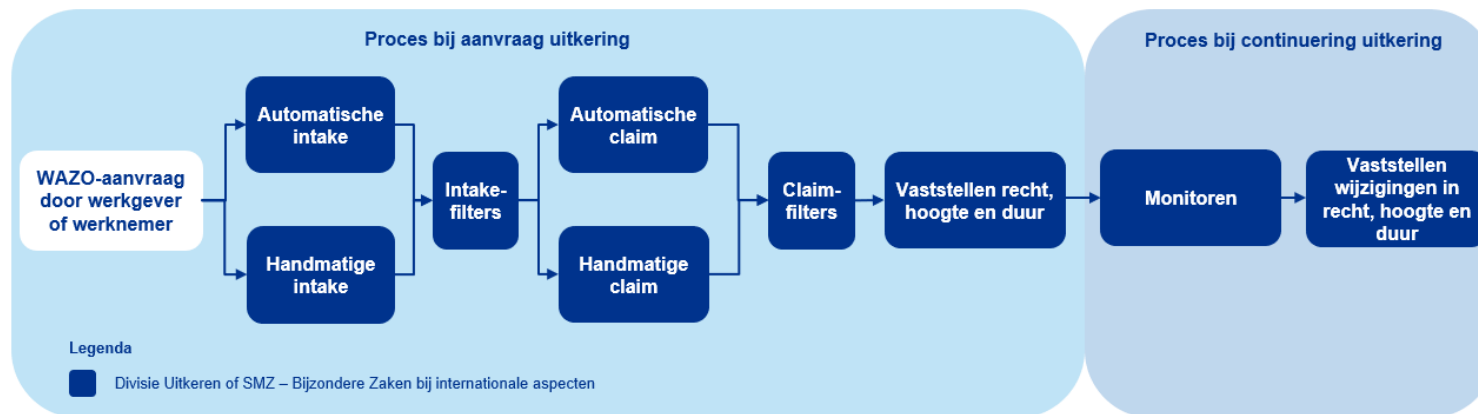 Proces bij aanvraag uitkering
Proces bij continuering uitkering
WAZO-aanvraag
door werkgever
of werknemer
Automatische
intake
Handmatige
intake
Intake-
filters
Automatische
claim
Handmatige
claim
Claim-
filters
Vaststellen recht,
hoogte en duur
Monitoren
Vaststellen
wijzigingen in
recht, hoogte en
duur
Legenda
Divisie Uitkeren of SMZ – Bijzondere Zaken bij internationale aspecten